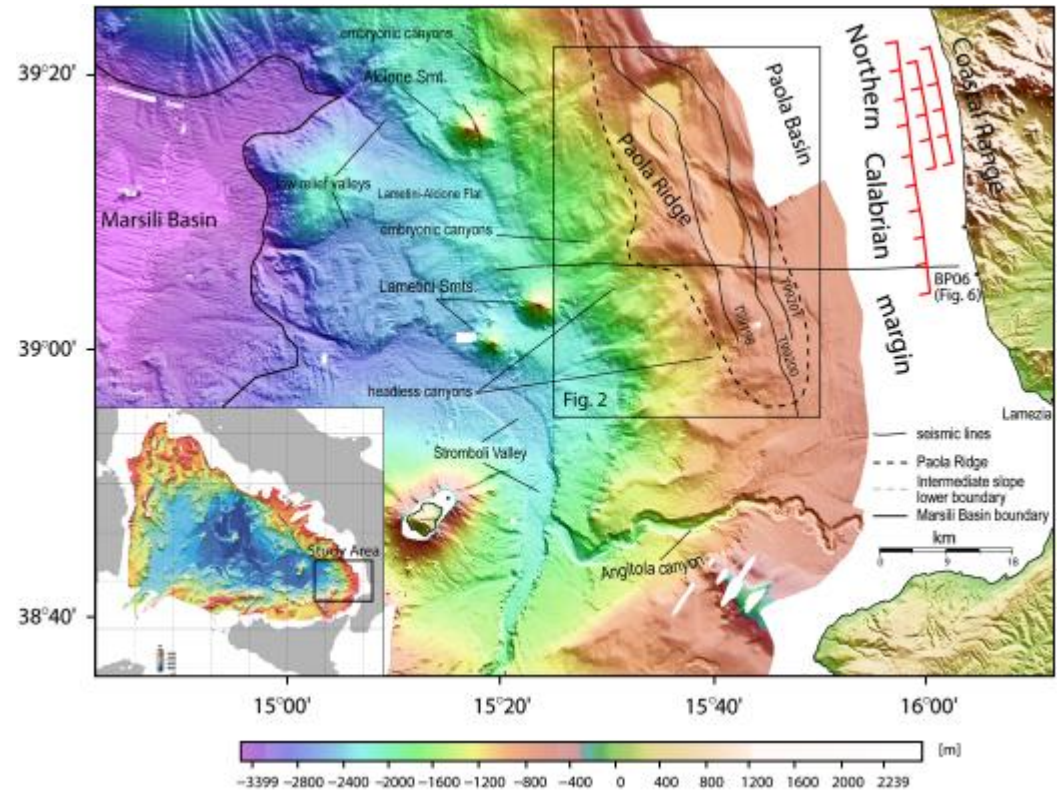 39°20'
39°00'
38°40'
embryonic canyons
Alcione Smt.
low relief valleys
Lametini-Alcione Flat
Marsili Basin
embryonic canyons
Lametini Smts.
headless canyons
Stromboli Valley
Angitola canyon
Paola Ridge
Paola Basin
Northern Calabrian margin
Coastal Range
BP06
(Fig. 6)
T99200
Fig. 2
Lamezia
seismic lines
Paola Ridge
Intermediate slope
lower boundary
Marsili Basin boundary
km
0 9 18
Study Area
15°00' 15°20' 15°40' 16°00'
[m]
−3399 −2800 −2400 −2000 −1600 −1200 −800 −400 0 400 800 1200 1600 2000 2239